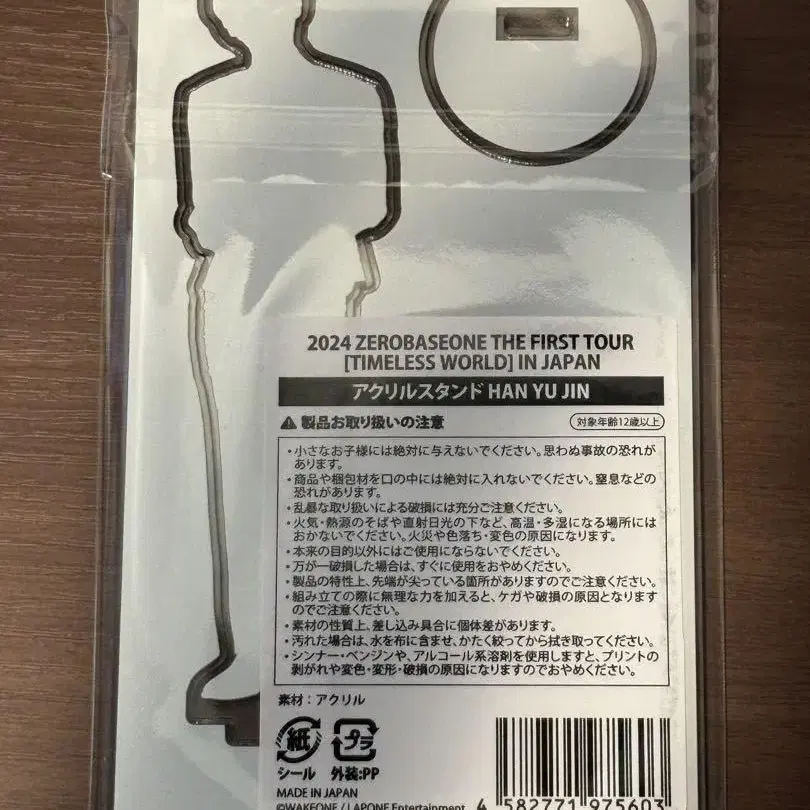 2024 ZEROBASEONE THE FIRST TOUR
[TIMELESS WORLD] IN JAPAN
アクリルスタンド HAN YU JIN
製品お取り扱いの注意
対象年齢12歳以上
・小さなお子様には絶対に与えないでください。思わぬ事故の恐れが
あります。
・商品や梱包材を口の中には絶対に入れないでください。窒息などの
恐れがあります。
・乱暴な取り扱いによる破損には充分ご注意ください。
・火気・熱源のそばや直射日光の下など、高温・多湿になる場所には
おかないでください。火災や色落ち・変色の原因になります。
・本来の目的以外にはご使用にならないでください。
・万が一破損した場合は、すぐに使用をおやめください。
・製品の特性上、先端が尖っている箇所がありますのでご注意ください。
・組み立ての際に無理な力を加えると、ケガや破損の原因となります
のでご注意ください。
・素材の性質上、差し込み具合に個体差があります。
・汚れた場合は、水を布に含ませ、かたく絞ってから拭き取ってください。
・シンナー・ベンジンや、アルコール系溶剤を使用しますと、プリントの
剥がれや変色・変形・破損の原因になりますのでおやめください。
素材：アクリル
紙
プラ
シール 外装:PP
MADE IN JAPAN
©WAKEONE / LAPONE Entertainment
4 582771 975603